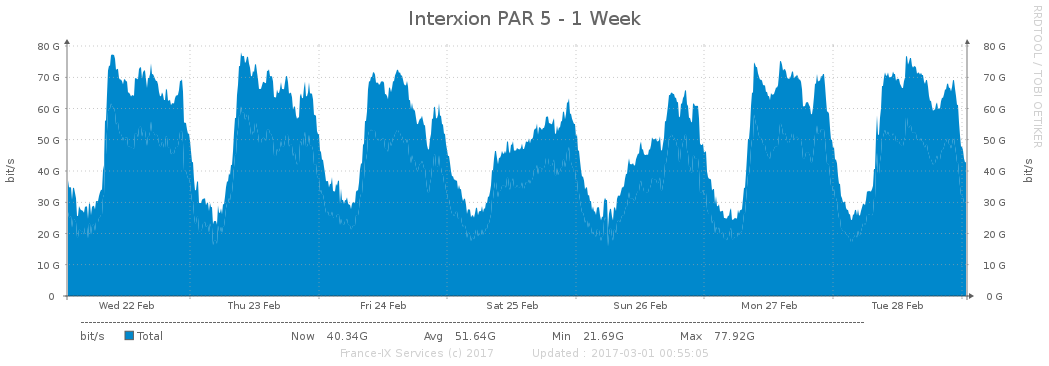 Interxion PAR 5 - 1 Week
RRDTOOL / TOBI OETIKER
80 G 80 G
70 G 70 G
60 G 60 G
50 G 50 G
40 G 40 G
30 G 30 G
20 G 20 G
10 G 10 G
0 0 G
bit/s bit/s
Wed 22 Feb Thu 23 Feb Fri 24 Feb Sat 25 Feb Sun 26 Feb Mon 27 Feb Tue 28 Feb
bit/s Total Now 40.34G Avg 51.64G Min 21.69G Max 77.92G
France-IX Services (c) 2017 Updated : 2017-03-01 00:55:05